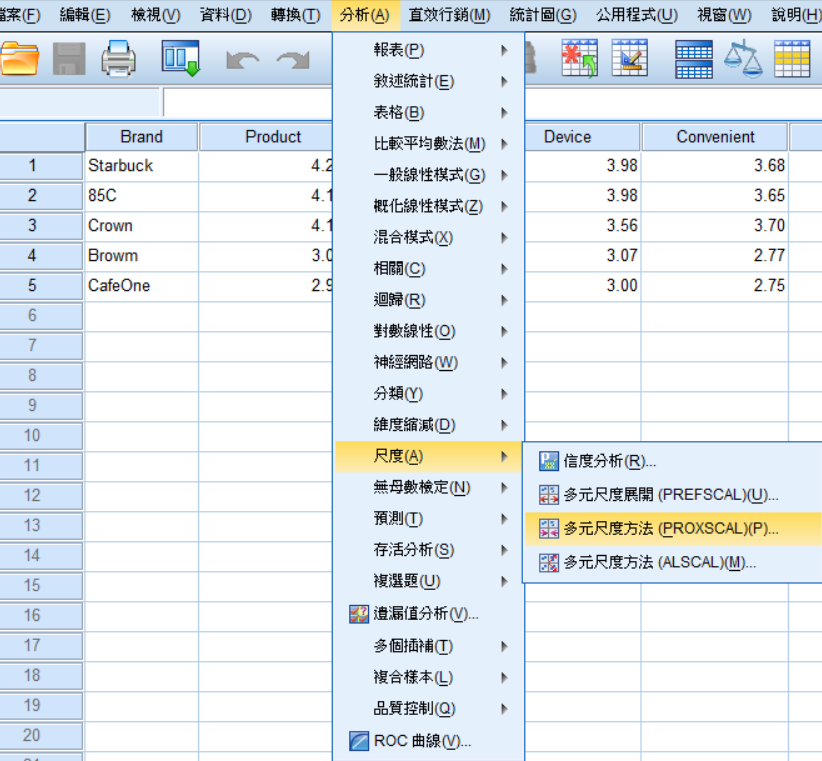 檔案(F) 編輯(E) 檢視(V) 資料(D) 轉換(T) 分析(A) 直效行銷(M) 統計圖(G) 公用程式(U) 視窗(W) 說明(H)
報表(P)
敘述統計(E)
表格(B)
比較平均數法(M)
一般線性模式(G)
概化線性模式(Z)
混合模式(X)
相關(C)
迴歸(R)
對數線性(O)
神經網路(W)
分類(Y)
維度縮減(D)
尺度(A)
無母數檢定(N)
預測(T)
存活分析(S)
複選題(U)
遺漏值分析(V)...
多個插補(T)
複合樣本(L)
品質控制(Q)
ROC 曲線(V)...
信度分析(R)...
多元尺度展開 (PREFSCAL)(U)...
多元尺度方法 (PROXSCAL)(P)...
多元尺度方法 (ALSCAL)(M)...
Brand Product Device Convenient
1 Starbuck 4.2 3.98 3.68
2 85C 4.1 3.98 3.65
3 Crown 4.1 3.56 3.70
4 Browm 3.0 3.07 2.77
5 CafeOne 2.9 3.00 2.75
6
7
8
9
10
11
12
13
14
15
16
17
18
19
20